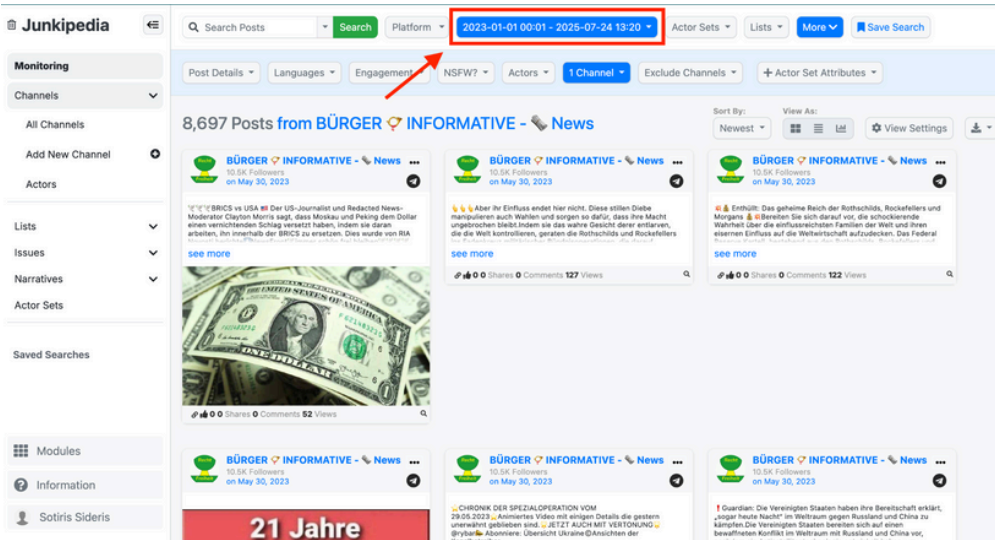 Junkipedia
Search Posts
Search
Platform
2023-01-01 00:01 - 2025-07-24 13:20
Actor Sets
Lists
More
Save Search
Monitoring
Channels
All Channels
Add New Channel
Actors
Lists
Issues
Narratives
Actor Sets
Saved Searches
Modules
Information
Sotiris Sideris
Post Details
Languages
Engagement
NSFW?
Actors
1 Channel
Exclude Channels
+ Actor Set Attributes
8,697 Posts from BÜRGER INFORMATIVE - News
Sort By:
Newest
View As:
View Settings
BÜRGER INFORMATIVE - News
10.5K Followers
on May 30, 2023
BRICS vs USA Der US-Journalist und Redacted News-
Moderator Clayton Morris sagt, dass Moskau und Peking dem Dollar
einen vernichtenden Schlag versetzt haben, indem sie daran
arbeiten, ihn innerhalb der BRICS zu ersetzen. Dies wurde von RIA
see more
FEDERAL RESERVE NOTE
THE UNITED STATES OF AMERICA
ONE DOLLAR
0 0 Shares 0 Comments 52 Views
BÜRGER INFORMATIVE - News
10.5K Followers
on May 30, 2023
Aber ihr Einfluss endet hier nicht. Diese stillen Diebe
manipulieren auch Wahlen und sorgen so dafür, dass ihre Macht
ungebrochen bleibt.Indem sie das wahre Gesicht derer entlarven,
die die Welt kontrollieren, geraten die Rothschilds und Rockefellers
see more
0 0 Shares 0 Comments 127 Views
BÜRGER INFORMATIVE - News
10.5K Followers
on May 30, 2023
Enthüllt: Das geheime Reich der Rothschilds, Rockefellers und
Morgans Bereiten Sie sich darauf vor, die schockierende
Wahrheit über die einflussreichsten Familien der Welt und ihren
eisernen Einfluss auf die Weltwirtschaft aufzudecken. Das Federal
see more
0 0 Shares 0 Comments 122 Views
BÜRGER INFORMATIVE - News
10.5K Followers
on May 30, 2023
21 Jahre
BÜRGER INFORMATIVE - News
10.5K Followers
on May 30, 2023
CHRONIK DER SPEZIALOPERATION VOM
29.05.2023 Animiertes Video mit einigen Details die gestern
unerwähnt geblieben sind. JETZT AUCH MIT VERTONUNG
@rybar Abonniere: Übersicht Ukraine Ansichten der
BÜRGER INFORMATIVE - News
10.5K Followers
on May 30, 2023
Guardian: Die Vereinigten Staaten haben ihre Bereitschaft erklärt,
„sogar heute Nacht" im Weltraum gegen Russland und China zu
kämpfen.Die Vereinigten Staaten bereiten sich auf einen
bewaffneten Konflikt im Weltraum mit Russland und China vor,